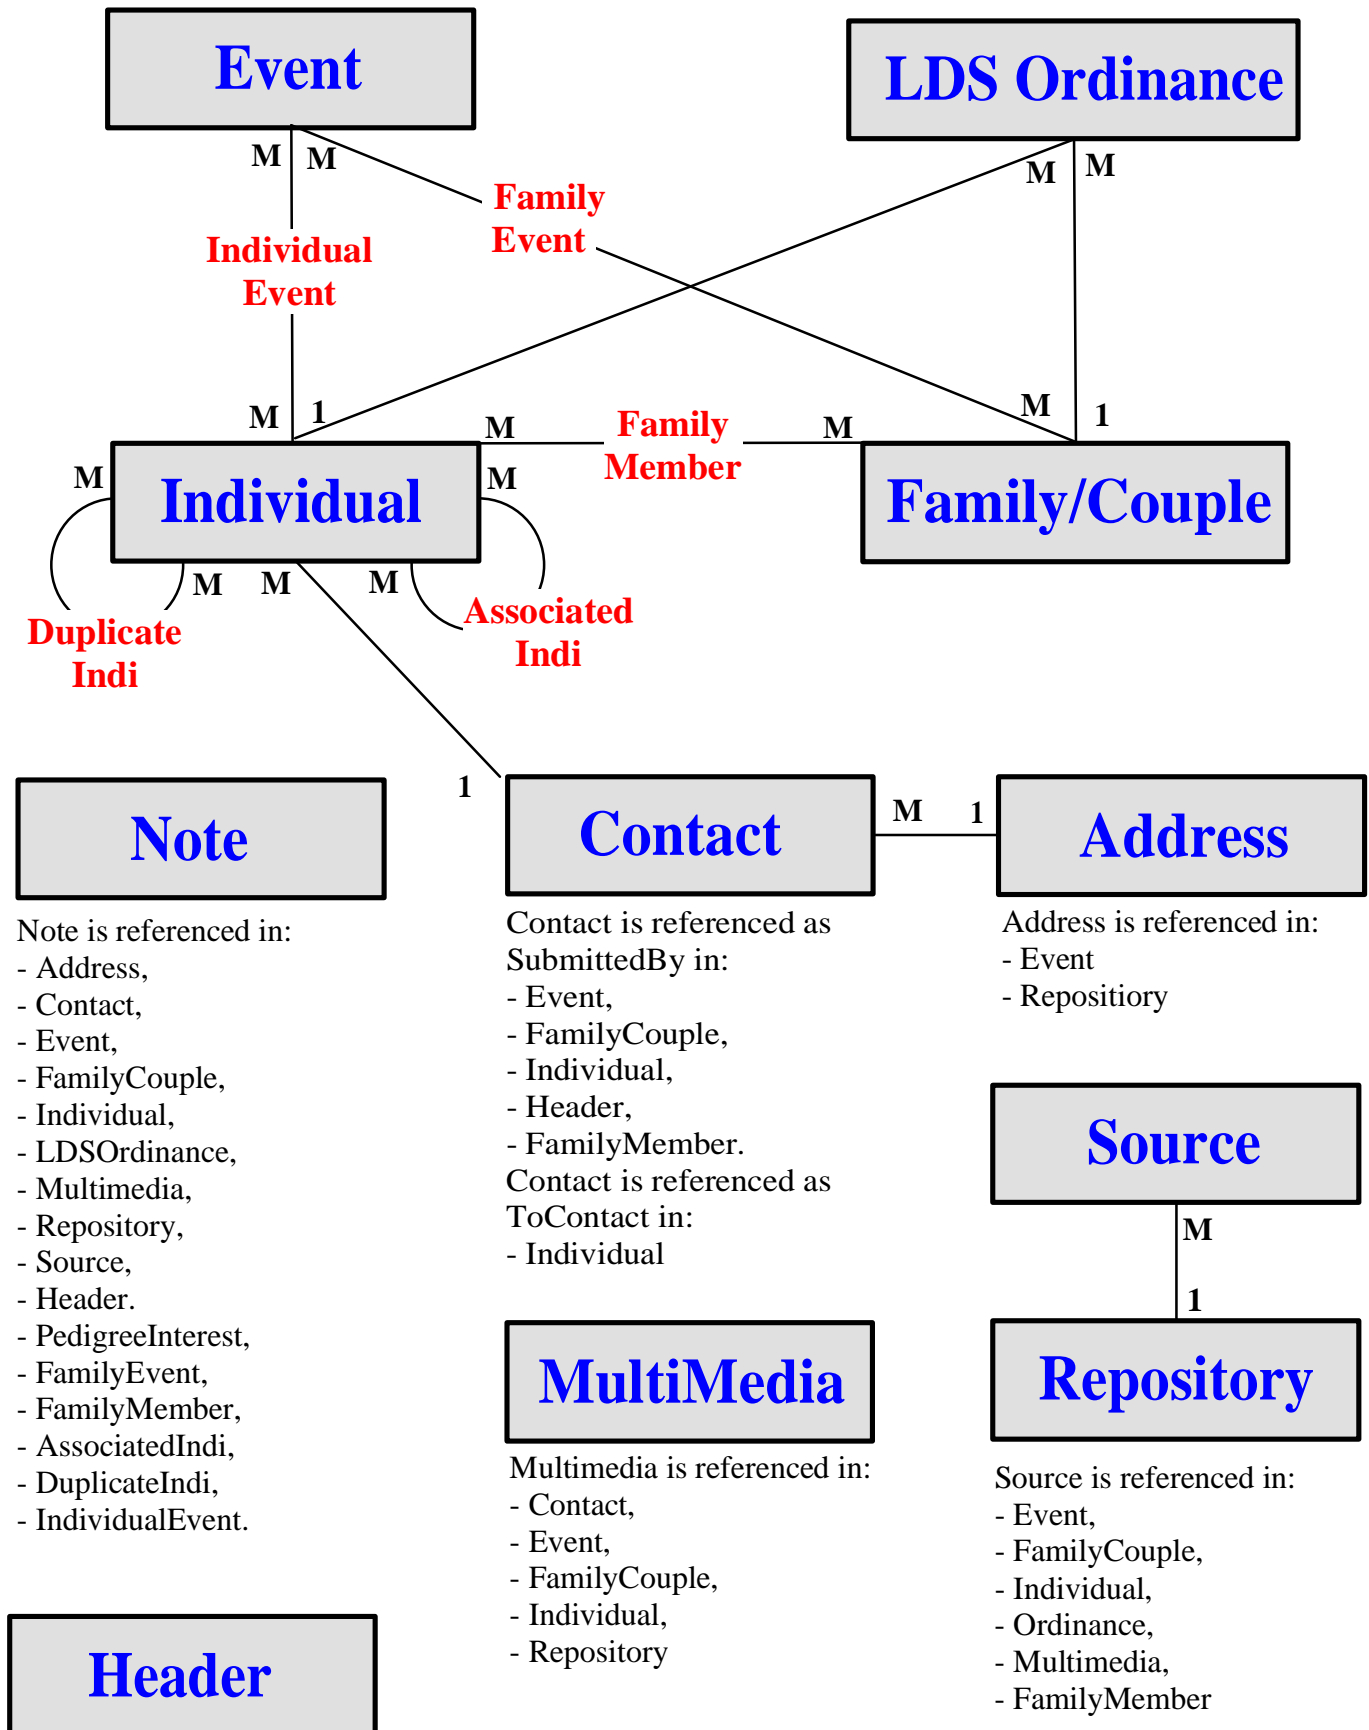 Event
LDS Ordinance
M
M
M
M
Family
Event
Individual
Event
M
1
M
1
M
Family
Member
M
M
Individual
M
Family/Couple
M
M
M
Duplicate
Indi
Associated
Indi
1
Note
Contact
M
1
Address
Note is referenced in:
- Address,
- Contact,
- Event,
- FamilyCouple,
- Individual,
- LDSOrdinance,
- Multimedia,
- Repository,
- Source,
- Header.
- PedigreeInterest,
- FamilyEvent,
- FamilyMember,
- AssociatedIndi,
- DuplicateIndi,
- IndividualEvent.
Header
Contact is referenced as
SubmittedBy in:
- Event,
- FamilyCouple,
- Individual,
- Header,
- FamilyMember.
Contact is referenced as
ToContact in:
- Individual
MultiMedia
Multimedia is referenced in:
- Contact,
- Event,
- FamilyCouple,
- Individual,
- Repository
Address is referenced in:
- Event
- Repositiory
Source
M
1
Repository
Source is referenced in:
- Event,
- FamilyCouple,
- Individual,
- Ordinance,
- Multimedia,
- FamilyMember